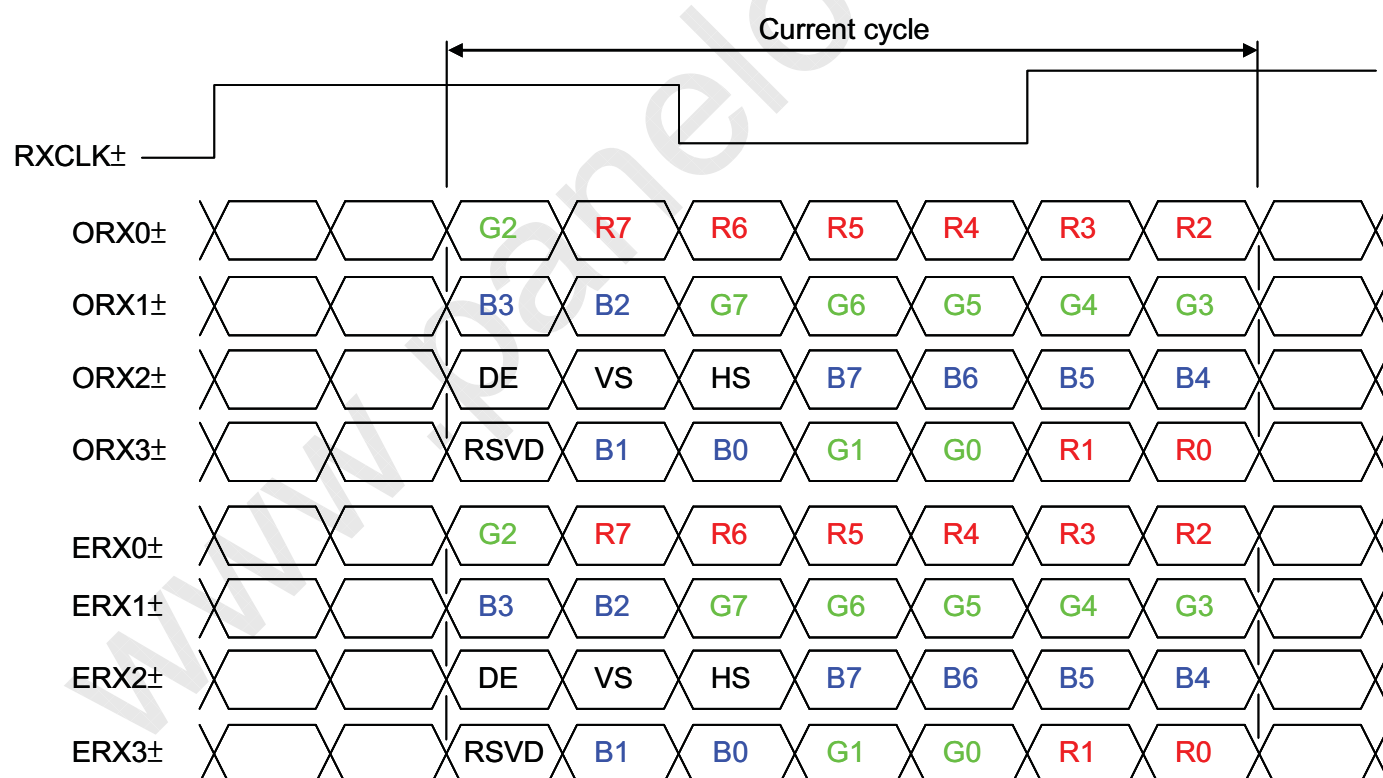 Current cycle
RXCLK±
ORX0± G2 R7 R6 R5 R4 R3 R2
ORX1± B3 B2 G7 G6 G5 G4 G3
ORX2± DE VS HS B7 B6 B5 B4
ORX3± RSVD B1 B0 G1 G0 R1 R0
ERX0± G2 R7 R6 R5 R4 R3 R2
ERX1± B3 B2 G7 G6 G5 G4 G3
ERX2± DE VS HS B7 B6 B5 B4
ERX3± RSVD B1 B0 G1 G0 R1 R0